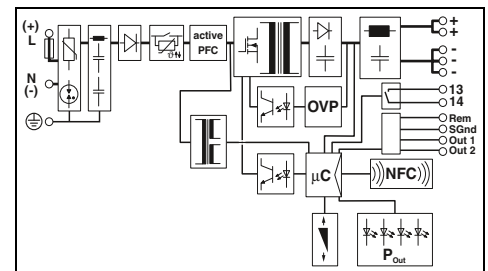 (+)
L
N
(-)
active
PFC
+
+
-
-
-
OVP
13
14
Rem
SGnd
Out 1
Out 2
ϑ
µC
NFC
P Out